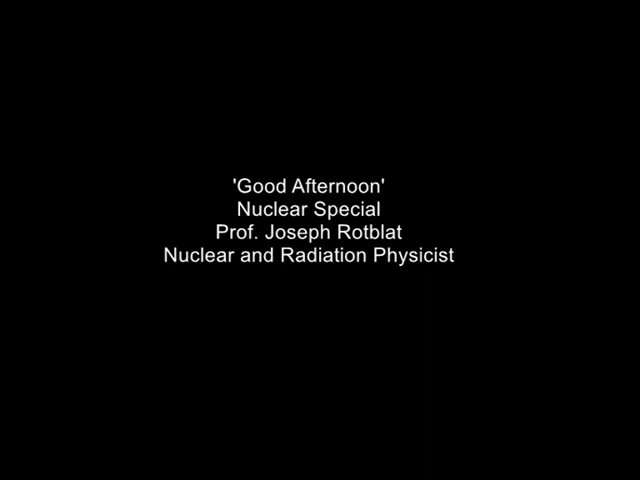 'Good Afternoon'
Nuclear Special
Prof. Joseph Rotblat
Nuclear and Radiation Physicist